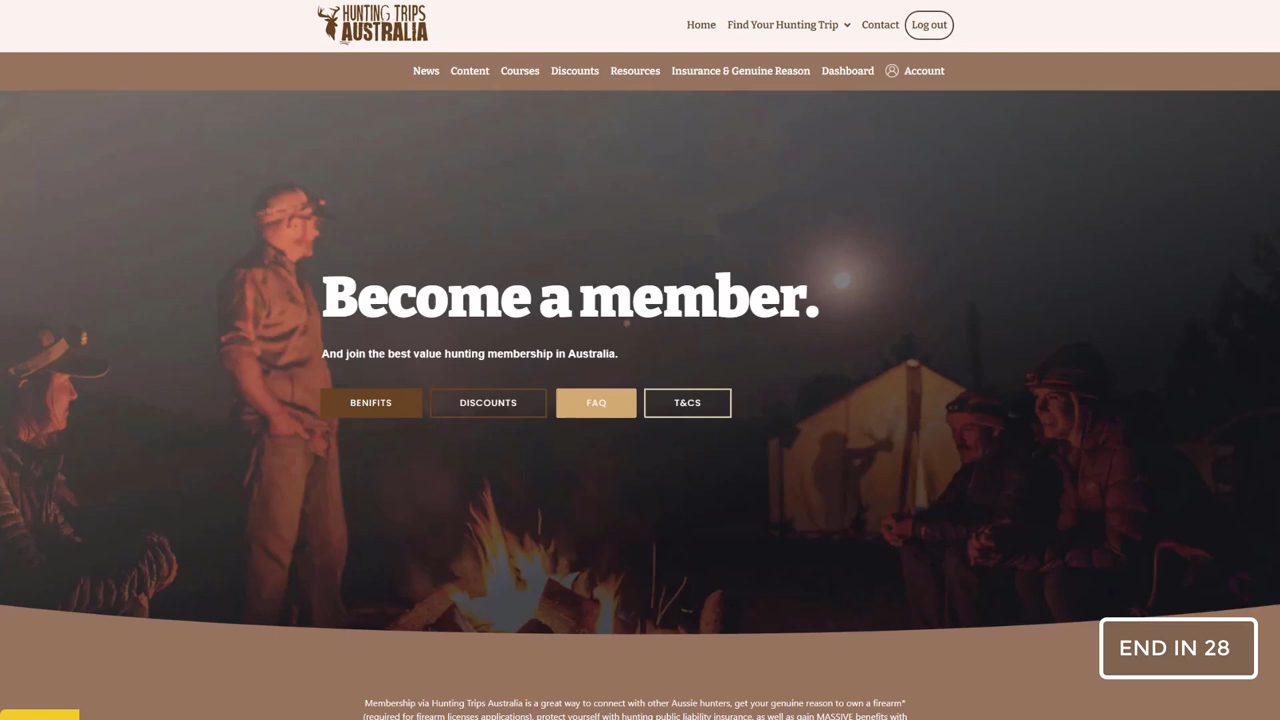 HUNTING TRIPS
AUSTRALIA
Home Find Your Hunting Trip Contact Log out
News Content Courses Discounts Resources Insurance & Genuine Reason Dashboard Account
Become a member.
And join the best value hunting membership in Australia.
BENIFITS DISCOUNTS FAQ T&CS
END IN 28
Membership via Hunting Trips Australia is a great way to connect with other Aussie hunters, get your genuine reason to own a firearm*
(required for firearm licenses applications), protect yourself with hunting public liability insurance, as well as gain MASSIVE benefits with